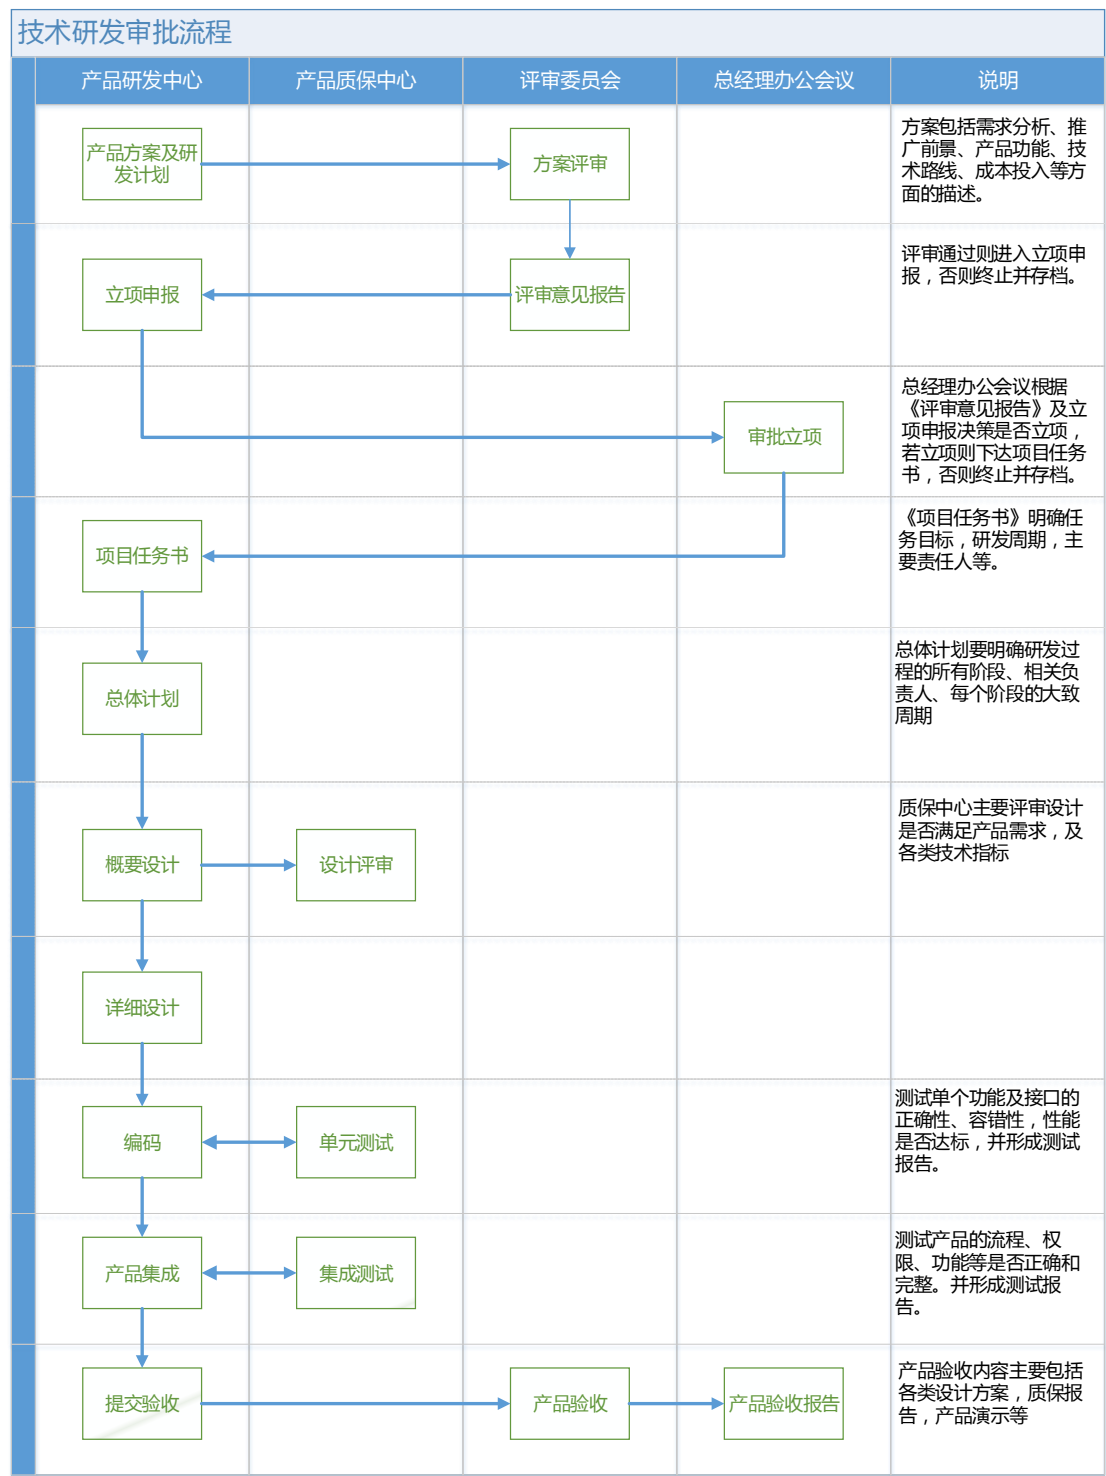 技术研发审批流程
产品研发中心
产品质保中心
评审委员会
总经理办公会议
说明
产品方案及研
发计划
方案评审
方案包括需求分析、推
广前景、产品功能、技
术路线、成本投入等方
面的描述。
立项申报
评审意见报告
评审通过则进入立项申
报，否则终止并存档。
审批立项
总经理办公会议根据
《评审意见报告》及立
项申报决策是否立项，
若立项则下达项目任务
书，否则终止并存档。
项目任务书
《项目任务书》明确任
务目标，研发周期，主
要责任人等。
总体计划
总体计划要明确研发过
程的所有阶段、相关负
责人、每个阶段的大致
周期
概要设计
设计评审
质保中心主要评审设计
是否满足产品需求，及
各类技术指标
详细设计
编码
单元测试
测试单个功能及接口的
正确性、容错性，性能
是否达标，并形成测试
报告。
产品集成
集成测试
测试产品的流程、权
限、功能等是否正确和
完整。并形成测试报
告。
提交验收
产品验收
产品验收报告
产品验收内容主要包括
各类设计方案，质保报
告，产品演示等